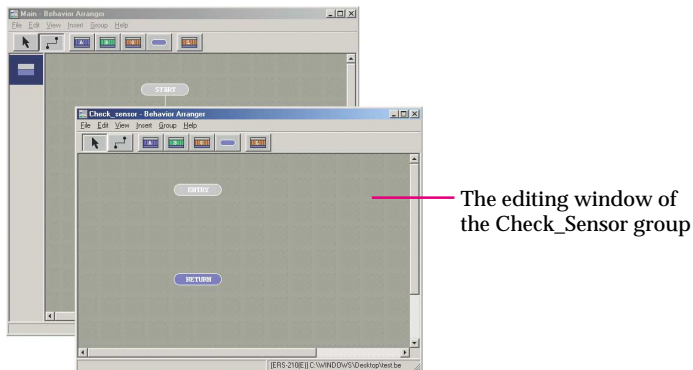 Main - Behavior Arranger
File Edit View Insert Group Help
START
Check_sensor - Behavior Arranger
File Edit View Insert Group Help
ENTRY
The editing window of
the Check_Sensor group
RETURN
[ERS-210(E)] C:\WINDOWS\Desktop\test.be